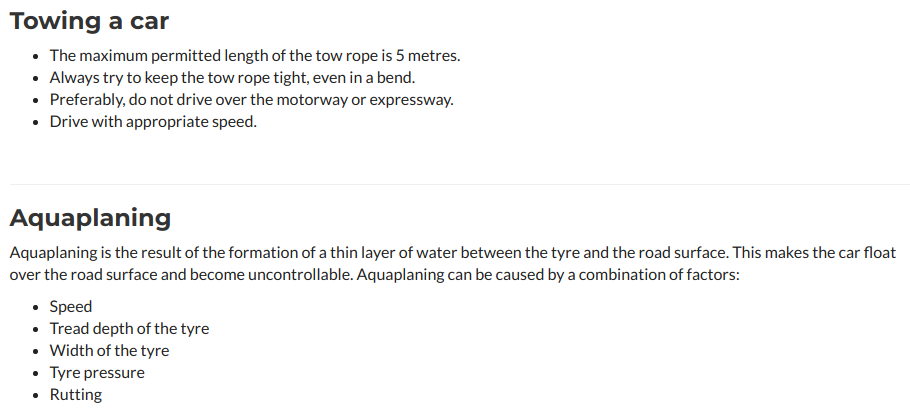 Towing a car
• The maximum permitted length of the tow rope is 5 metres.
• Always try to keep the tow rope tight, even in a bend.
• Preferably, do not drive over the motorway or expressway.
• Drive with appropriate speed.
Aquaplaning
Aquaplaning is the result of the formation of a thin layer of water between the tyre and the road surface. This makes the car float
over the road surface and become uncontrollable. Aquaplaning can be caused by a combination of factors:
• Speed
• Tread depth of the tyre
• Width of the tyre
• Tyre pressure
• Rutting